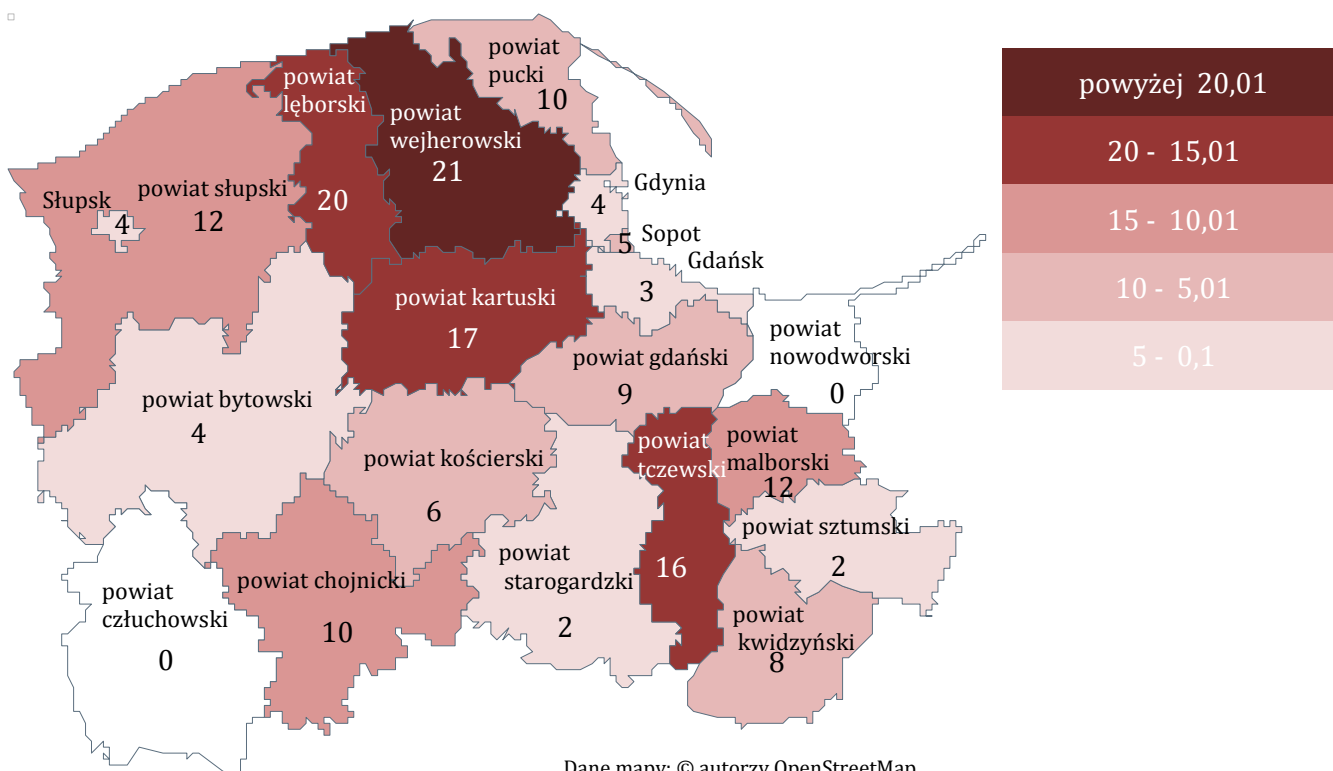 powiat
pucki
10
powyżej 20,01
20 - 15,01
15 - 10,01
10 - 5,01
5 - 0,1
powiat
lęborski
20
powiat
wejherowski
21
Gdynia
4
Słupsk
4
powiat słupski
12
Sopot
5
Gdańsk
3
powiat kartuski
17
powiat
nowodworski
0
powiat gdański
9
powiat bytowski
4
powiat kościerski
6
powiat
tczewski
16
powiat
malborski
12
powiat sztumski
2
powiat
starogardzki
2
powiat chojnicki
10
powiat
człuchowski
0
powiat
kwidzyński
8
Dane mapy: © autorzy OpenStreetMap